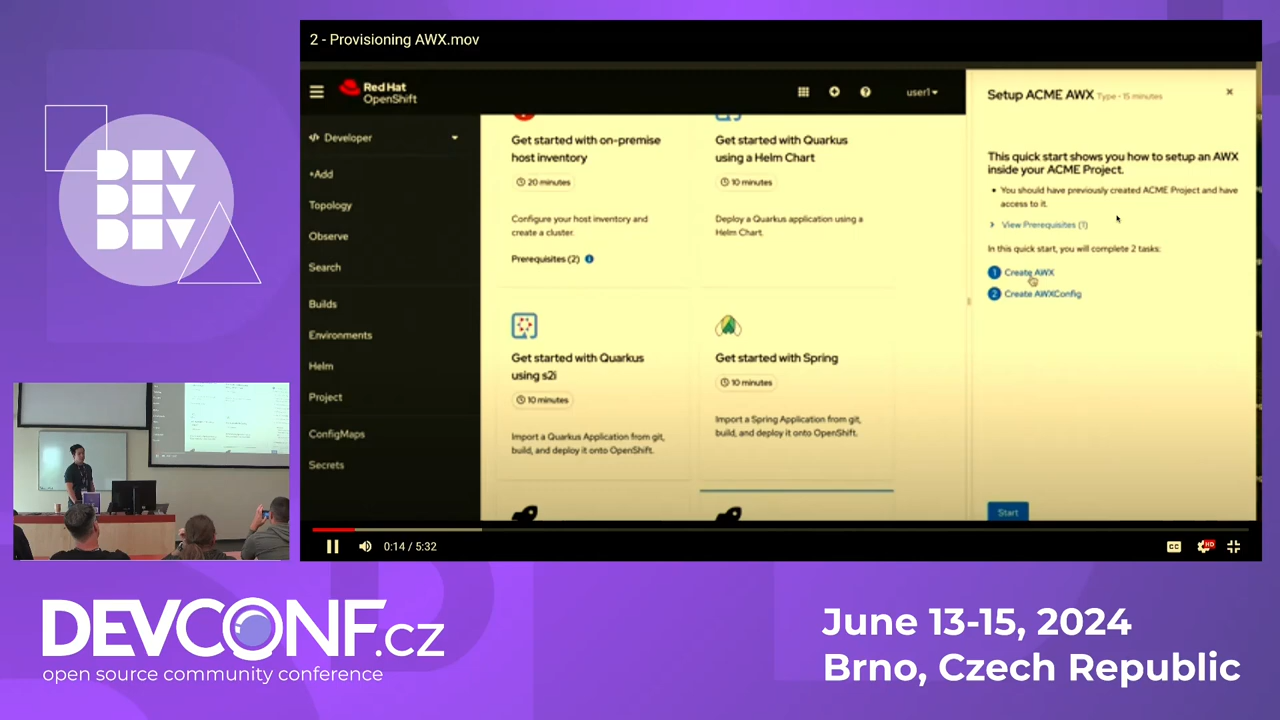 2 - Provisioning AWX.mov
Red Hat
OpenShift
user1
Developer
+Add
Topology
Observe
Search
Builds
Environments
Helm
Project
ConfigMaps
Secrets
Get started with on-premise
host inventory
20 minutes
Configure your host inventory and
create a cluster.
Prerequisites (2)
Get started with Quarkus
using a Helm Chart
10 minutes
Deploy a Quarkus application using a
Helm Chart.
Get started with Quarkus
using s2i
10 minutes
Import a Quarkus Application from git,
build, and deploy it onto OpenShift.
Get started with Spring
10 minutes
Import a Spring Application from git,
build, and deploy it onto OpenShift.
Setup ACME AWX Type • 15 minutes
This quick start shows you how to setup an AWX
inside your ACME Project.
• You should have previously created ACME Project and have
access to it.
View Prerequisites (1)
In this quick start, you will complete 2 tasks:
1 Create AWX
2 Create AWXConfig
Start
0:14 / 5:32
CC
HD
DEV
DEV
DEV
DEVCONF.cz
open source community conference
June 13-15, 2024
Brno, Czech Republic